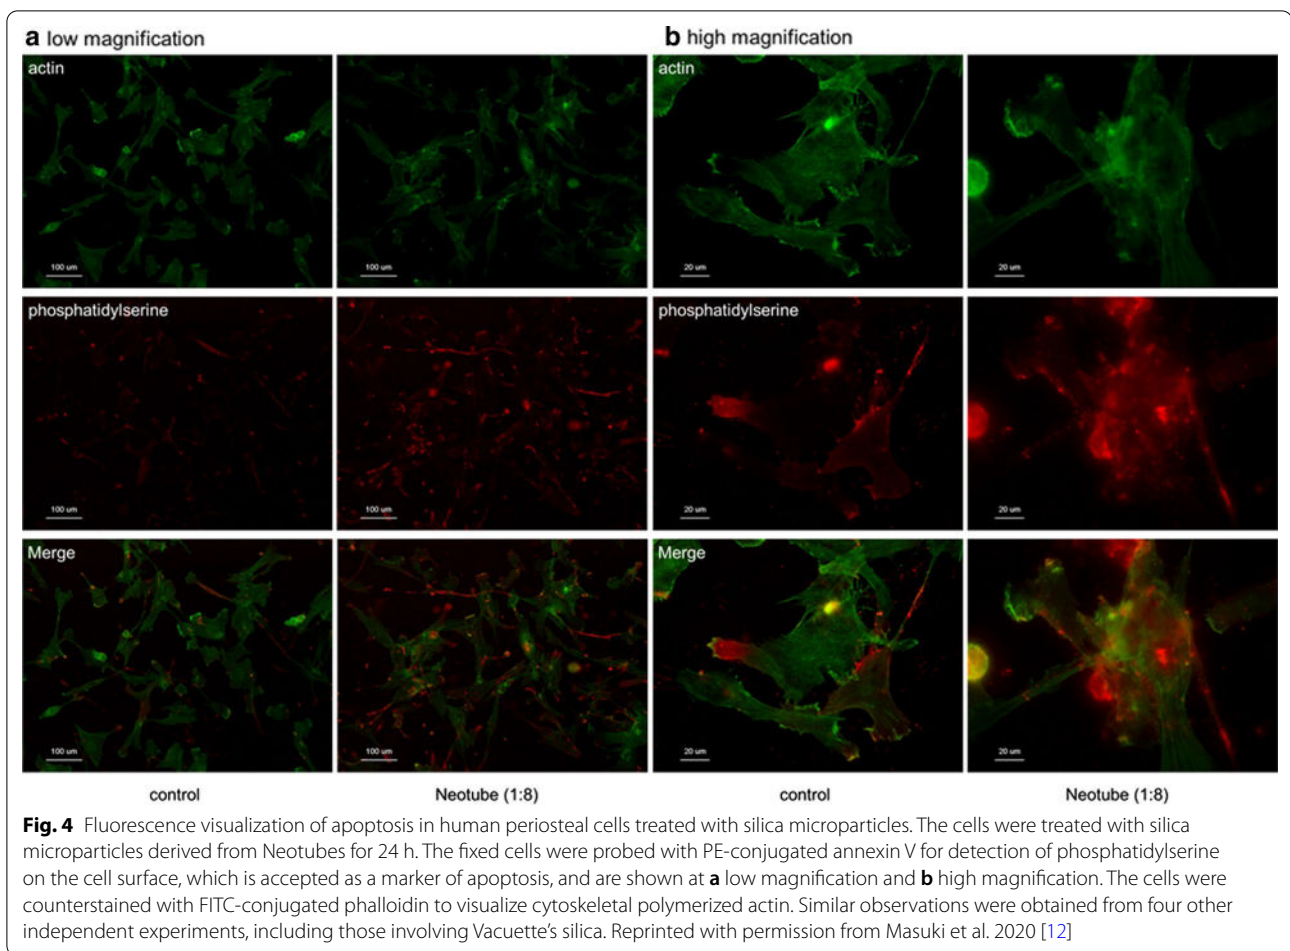 a low magnification
b high magnification
actin
actin
100 um
100 um
20 um
20 um
phosphatidylserine
phosphatidylserine
100 um
100 um
20 um
20 um
Merge
Merge
100 um
100 um
20 um
20 um
control
Neotube (1:8)
control
Neotube (1:8)
Fig. 4 Fluorescence visualization of apoptosis in human periosteal cells treated with silica microparticles. The cells were treated with silica
microparticles derived from Neotubes for 24 h. The fixed cells were probed with PE-conjugated annexin V for detection of phosphatidylserine
on the cell surface, which is accepted as a marker of apoptosis, and are shown at a low magnification and b high magnification. The cells were
counterstained with FITC-conjugated phalloidin to visualize cytoskeletal polymerized actin. Similar observations were obtained from four other
independent experiments, including those involving Vacuette's silica. Reprinted with permission from Masuki et al. 2020 [12]